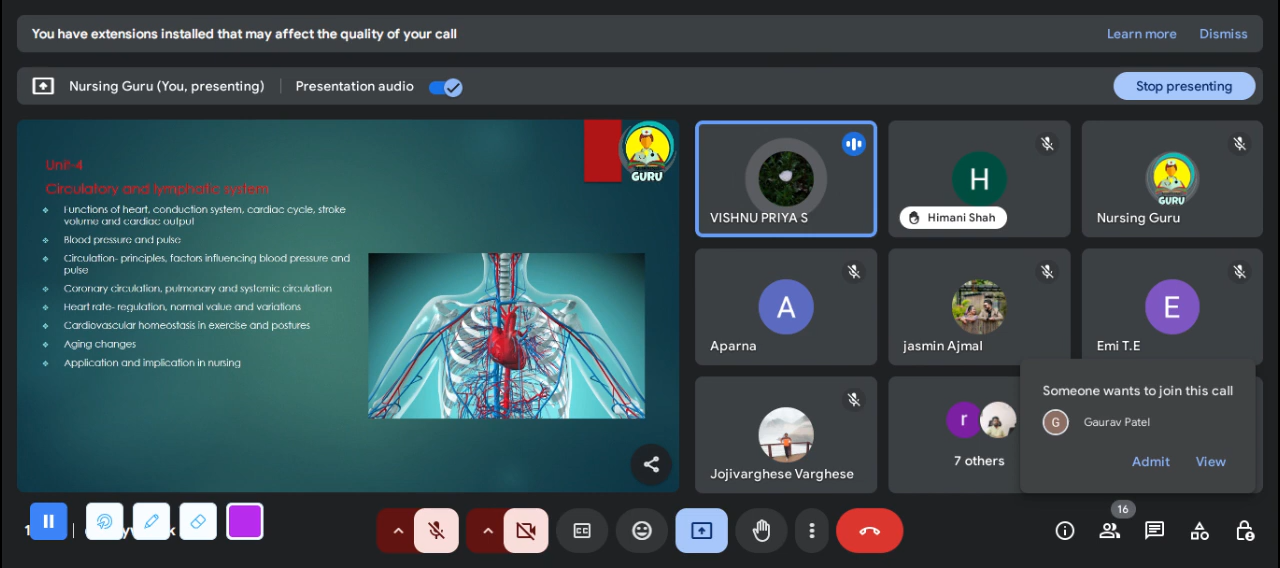 You have extensions installed that may affect the quality of your call
Learn more
Dismiss
Nursing Guru (You, presenting)
Presentation audio
Stop presenting
Unit-4
Circulatory and lymphatic system
Functions of heart, conduction system, cardiac cycle, stroke
volume and cardiac output
Blood pressure and pulse
Circulation- principles, factors influencing blood pressure and
pulse
Coronary circulation, pulmonary and systemic circulation
Heart rate- regulation, normal value and variations
Cardiovascular homeostasis in exercise and postures
Aging changes
Application and implication in nursing
GURU
VISHNU PRIYA S
H
Himani Shah
GURU
Nursing Guru
A
Aparna
jasmin Ajmal
E
Emi T.E
Jojivarghese Varghese
r
7 others
Someone wants to join this call
G
Gaurav Patel
Admit
View
CC
16